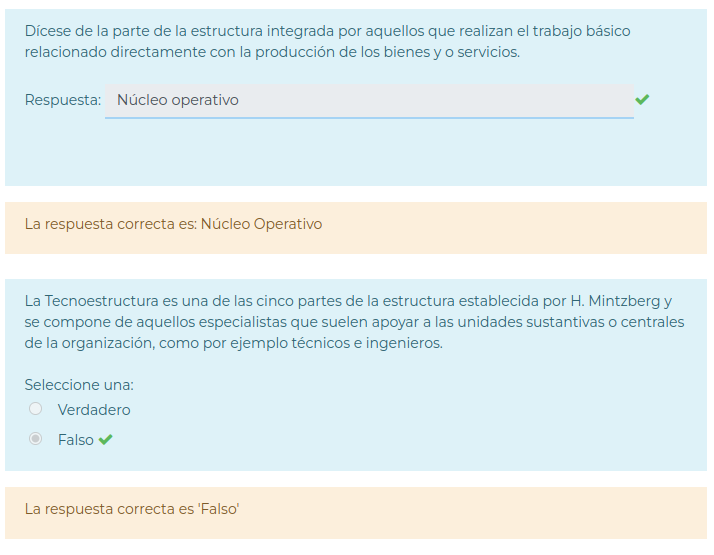 Dícese de la parte de la estructura integrada por aquellos que realizan el trabajo básico
relacionado directamente con la producción de los bienes y o servicios.
Respuesta: Núcleo operativo
La respuesta correcta es: Núcleo Operativo
La Tecnoestructura es una de las cinco partes de la estructura establecida por H. Mintzberg y
se compone de aquellos especialistas que suelen apoyar a las unidades sustantivas o centrales
de la organización, como por ejemplo técnicos e ingenieros.
Seleccione una:
Verdadero
Falso
La respuesta correcta es 'Falso'